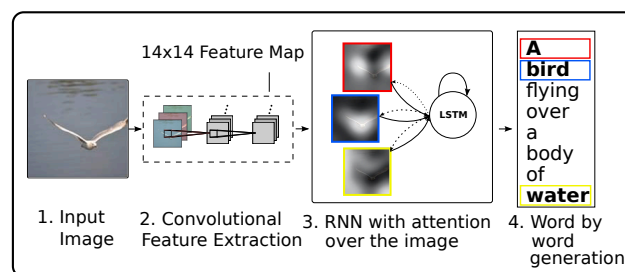 14x14 Feature Map
LSTM
A
bird
flying
over
a
body
of
water
1. Input
Image
2. Convolutional
Feature Extraction
3. RNN with attention
over the image
4. Word by
word
generation